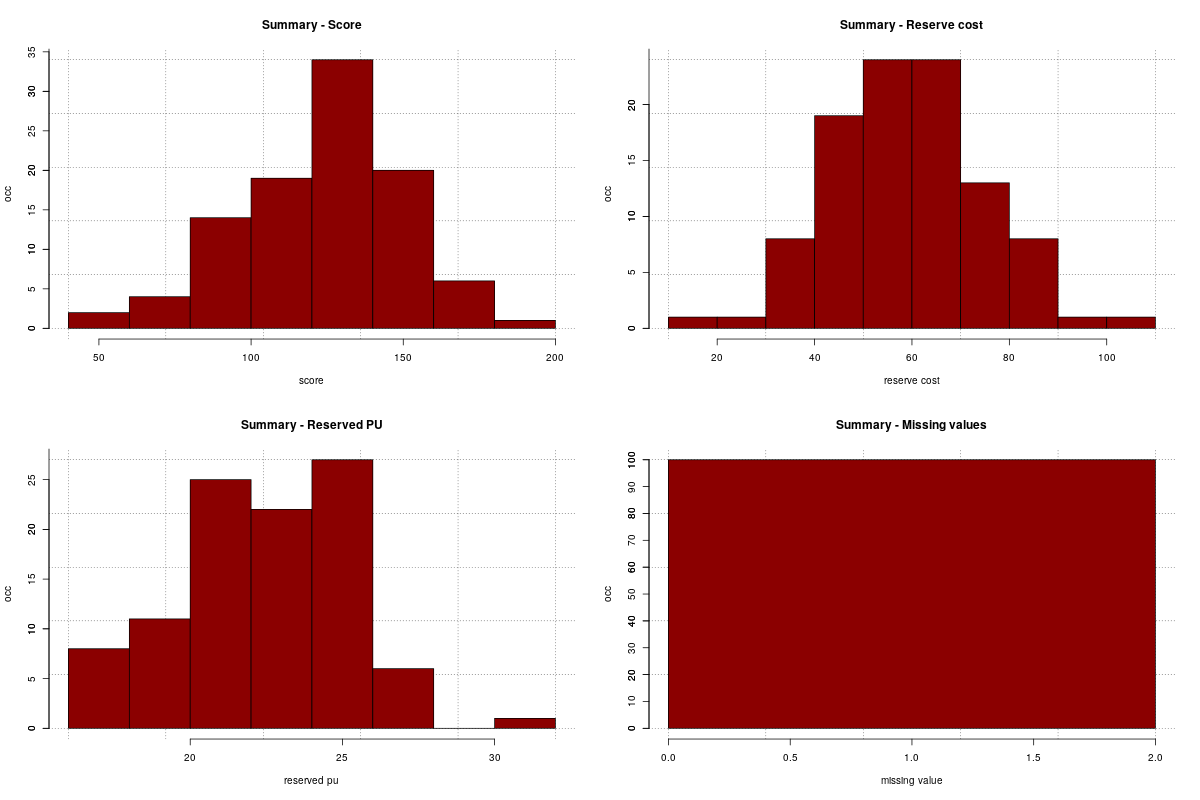 Summary - Score
occ
0 5 10 15 20 25 30 35
50 100 150 200
score
Summary - Reserve cost
occ
0 5 10 15 20
20 40 60 80 100
reserve cost
Summary - Reserved PU
occ
0 5 10 15 20 25
20 25 30
reserved pu
Summary - Missing values
occ
0 10 20 30 40 50 60 70 80 90 100
0.0 0.5 1.0 1.5 2.0
missing value